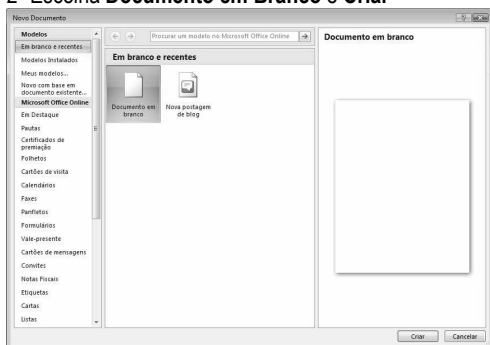 2- Escolha Documento em Branco e Criar
Novo Documento
Modelos
Em branco e recentes
Modelos Instalados
Meus modelos...
Novo com base em
documento existente...
Microsoft Office Online
Em Destaque
Pautas
Certificados de
premiação
Folhetos
Cartões de visita
Calendários
Faxes
Panfletos
Formulários
Vale-presente
Cartões de mensagens
Convites
Notas Fiscais
Etiquetas
Cartas
Listas
Procurar um modelo no Microsoft Office Online
Em branco e recentes
Documento em
branco
Nova postagem
de blog
Documento em branco
Criar
Cancelar